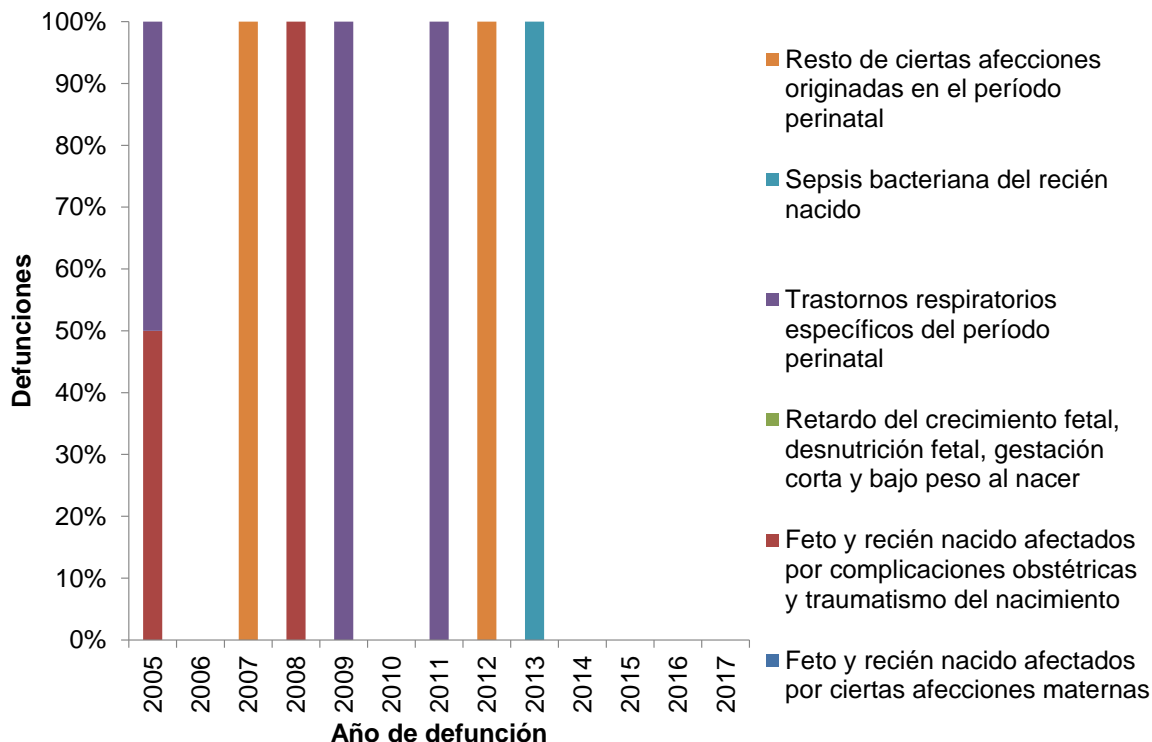 100%
90%
80%
70%
60%
50%
40%
30%
20%
10%
0%
Defunciones
2005
2006
2007
2008
2009
2010
2011
2012
2013
2014
2015
2016
2017
Año de defunción
Resto de ciertas afecciones
originadas en el período
perinatal
Sepsis bacteriana del recién
nacido
Trastornos respiratorios
específicos del período
perinatal
Retardo del crecimiento fetal,
desnutrición fetal, gestación
corta y bajo peso al nacer
Feto y recién nacido afectados
por complicaciones obstétricas
y traumatismo del nacimiento
Feto y recién nacido afectados
por ciertas afecciones maternas